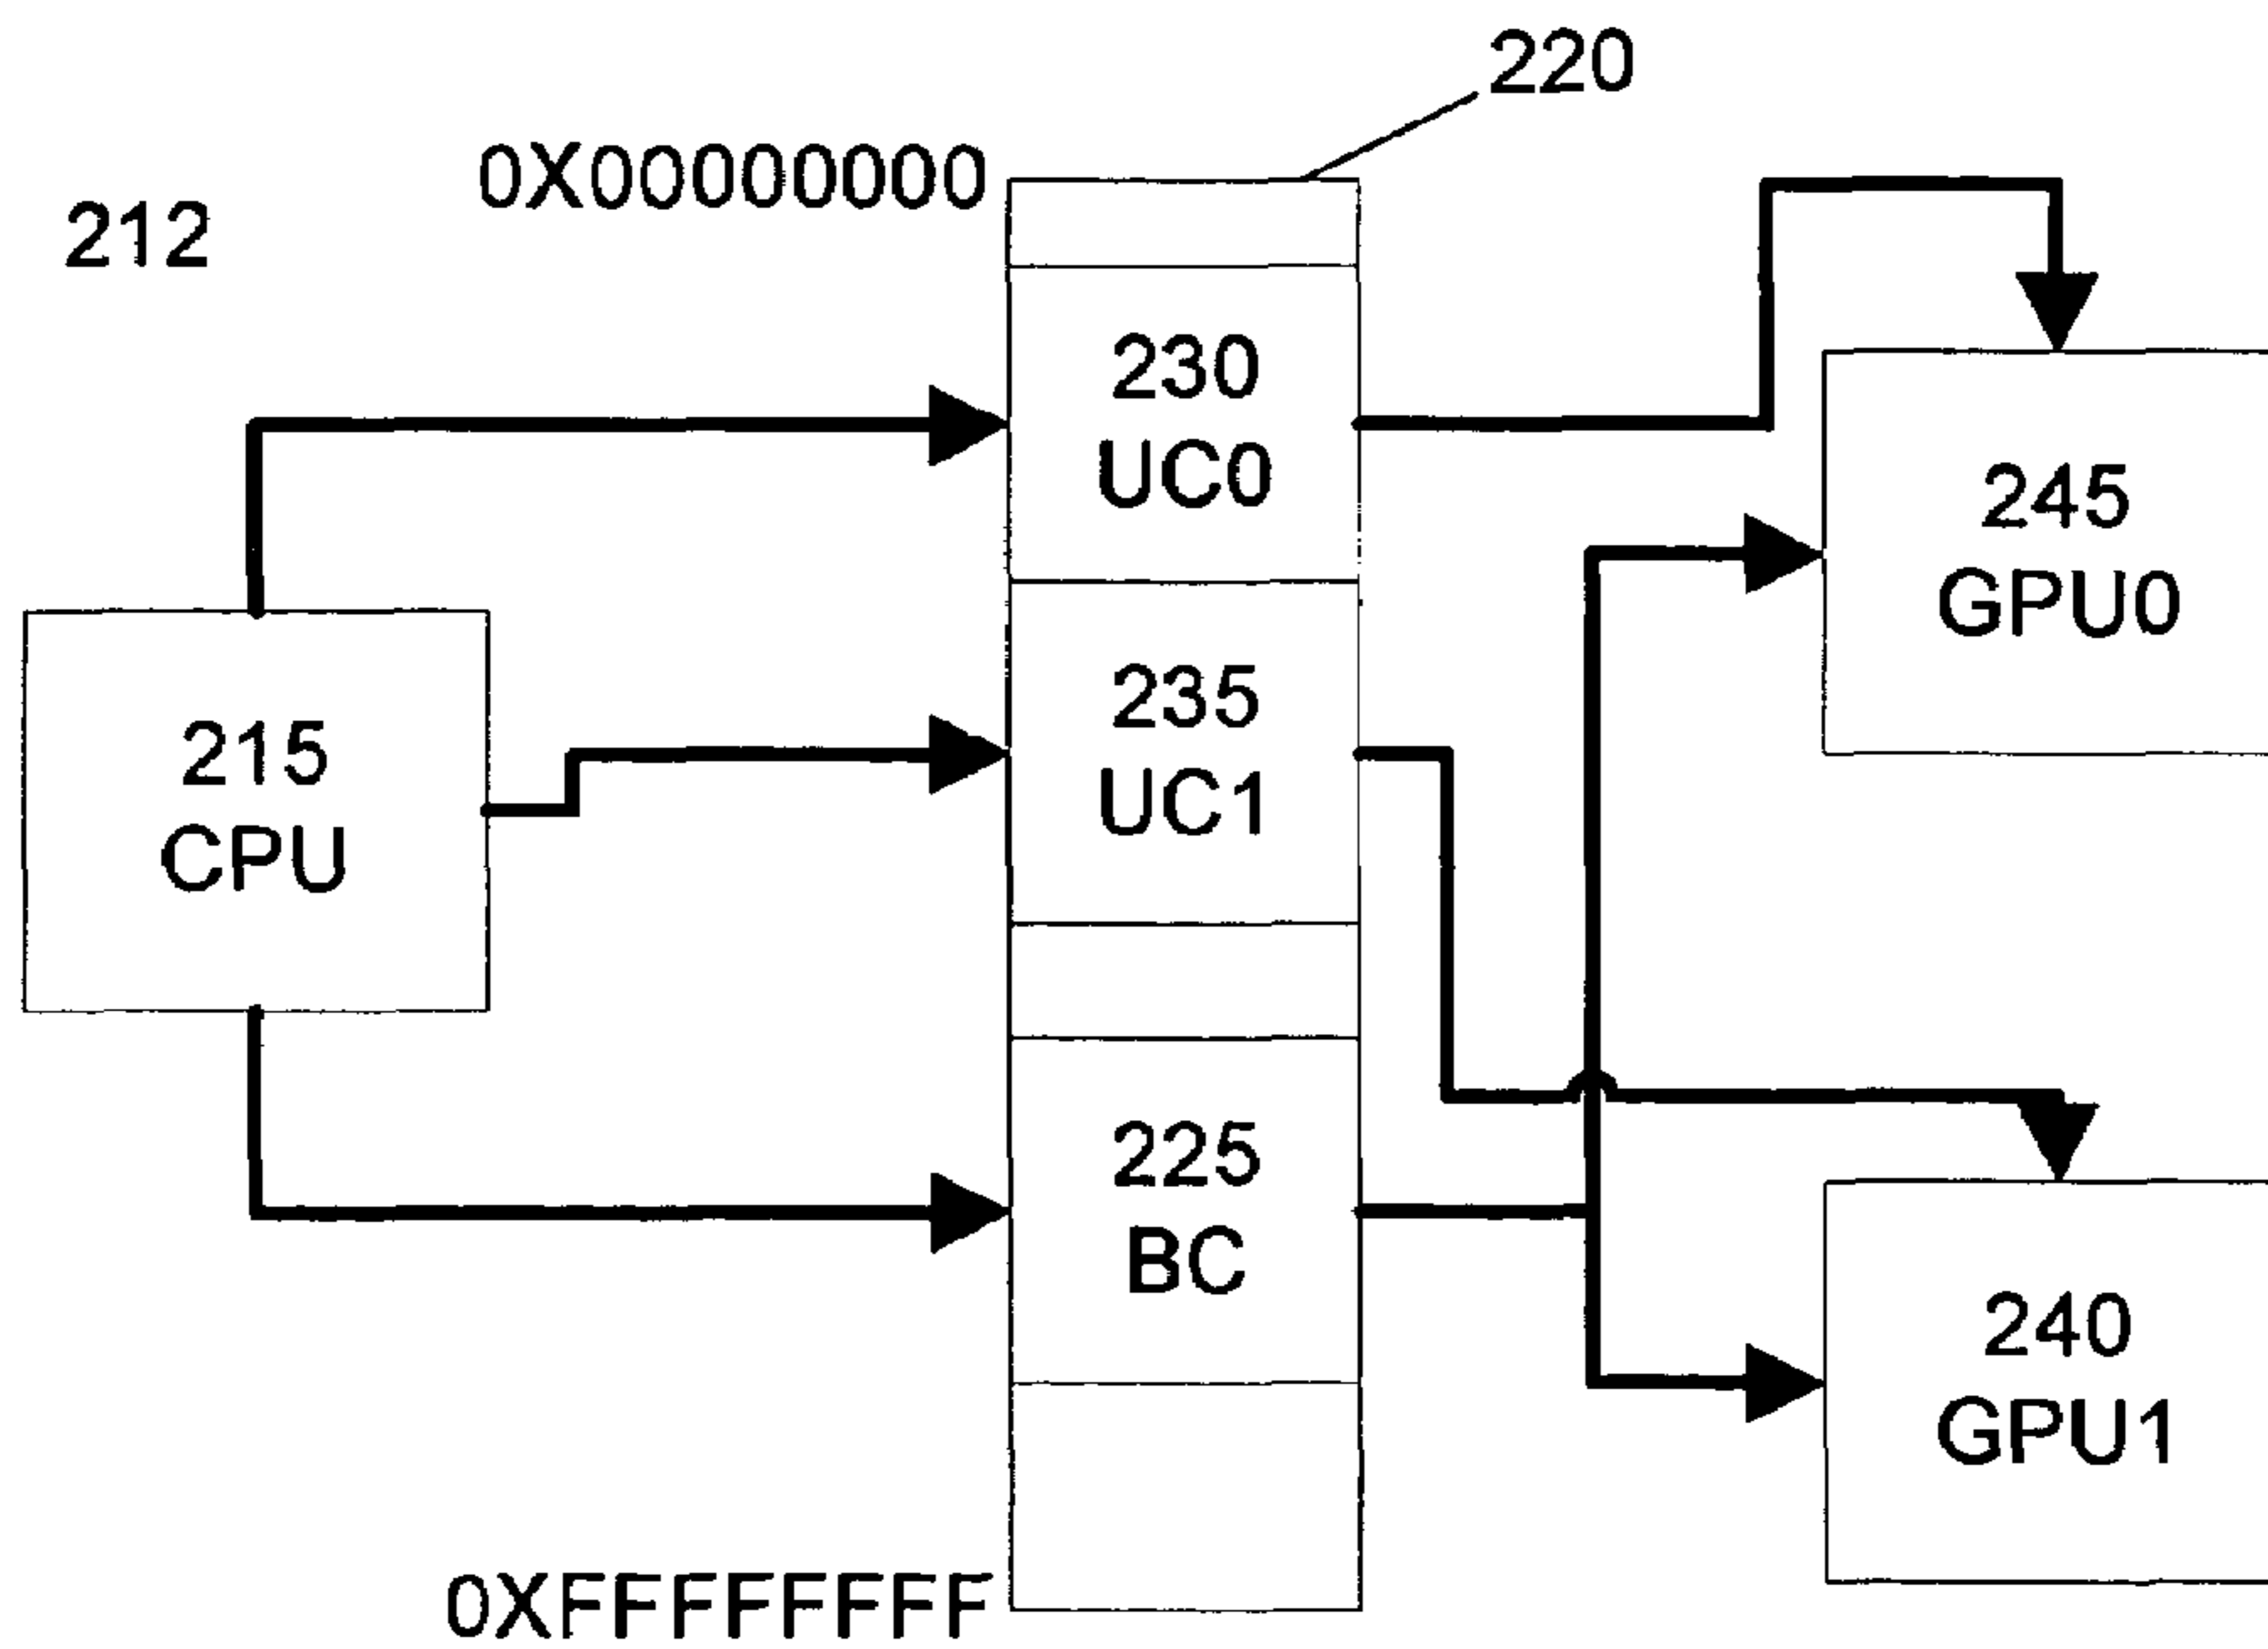 220
0X00000000
212
230
UC0
245
GPU0
235
UC1
215
CPU
225
BC
240
GPU1
0XFFFFFFFF